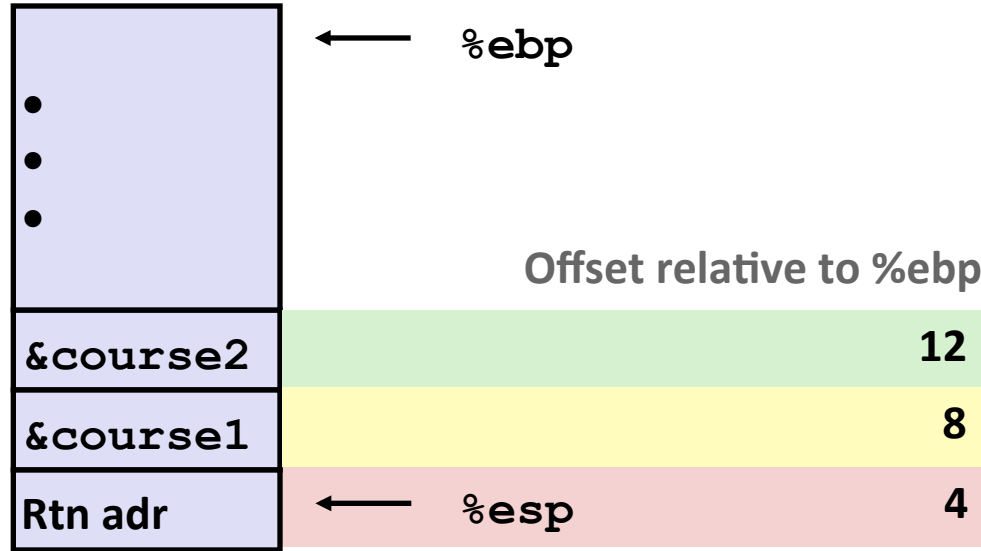 %ebp
•
•
•
Offset relative to %ebp
&course2 12
&course1 8
Rtn adr %esp 4